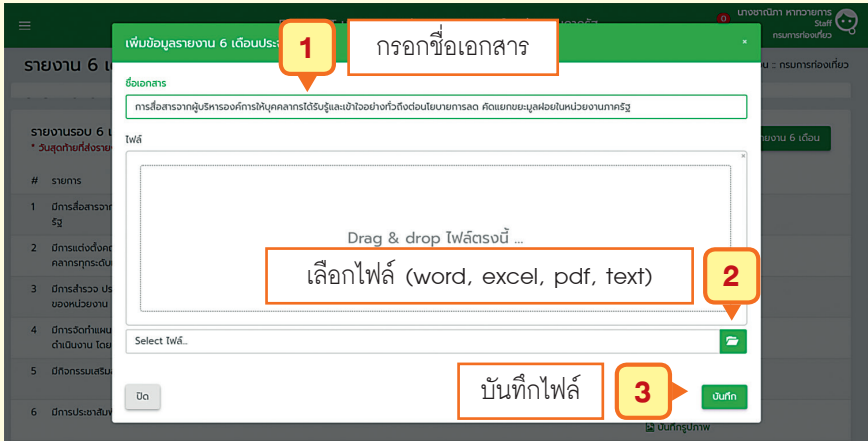 นางชาณิภา หาทวายการ
0
Staff
กรมการท่องเที่ยว
เพิ่มข้อมูลรายงาน 6 เดือนประ
×
1
กรอกชื่อเอกสาร
รายงาน 6 เ
:: กรมการท่องเที่ยว
ชื่อเอกสาร
การสื่อสารจากผู้บริหารองค์การให้บุคคลากรได้รับรู้และเข้าใจอย่างทั่วถึงต่อนโยบายการลด คัดแยกขยะมูลฝอยในหน่วยงานภาครัฐ
รายงานรอบ 6 เ
ายงาน 6 เดือน
* วันสุดท้ายที่ส่งราย
ไฟล์
×
# รายการ
1 มีการสื่อสารจาก
รัฐ
Drag & drop ไฟล์ตรงนี้ ...
2 มีการแต่งตั้งคณ
คลากรทุกระดับ
เลือกไฟล์ (word, excel, pdf, text)
2
3 มีการสำรวจ ปร
ของหน่วยงาน
4 มีการจัดทำแผน
ดำเนินงาน โดย
Select ไฟล์...
5 มีกิจกรรมเสริม
บันทึกไฟล์
3
ปิด
บันทึก
6 มีการประชาสัมพ
บันทึกรูปภาพ